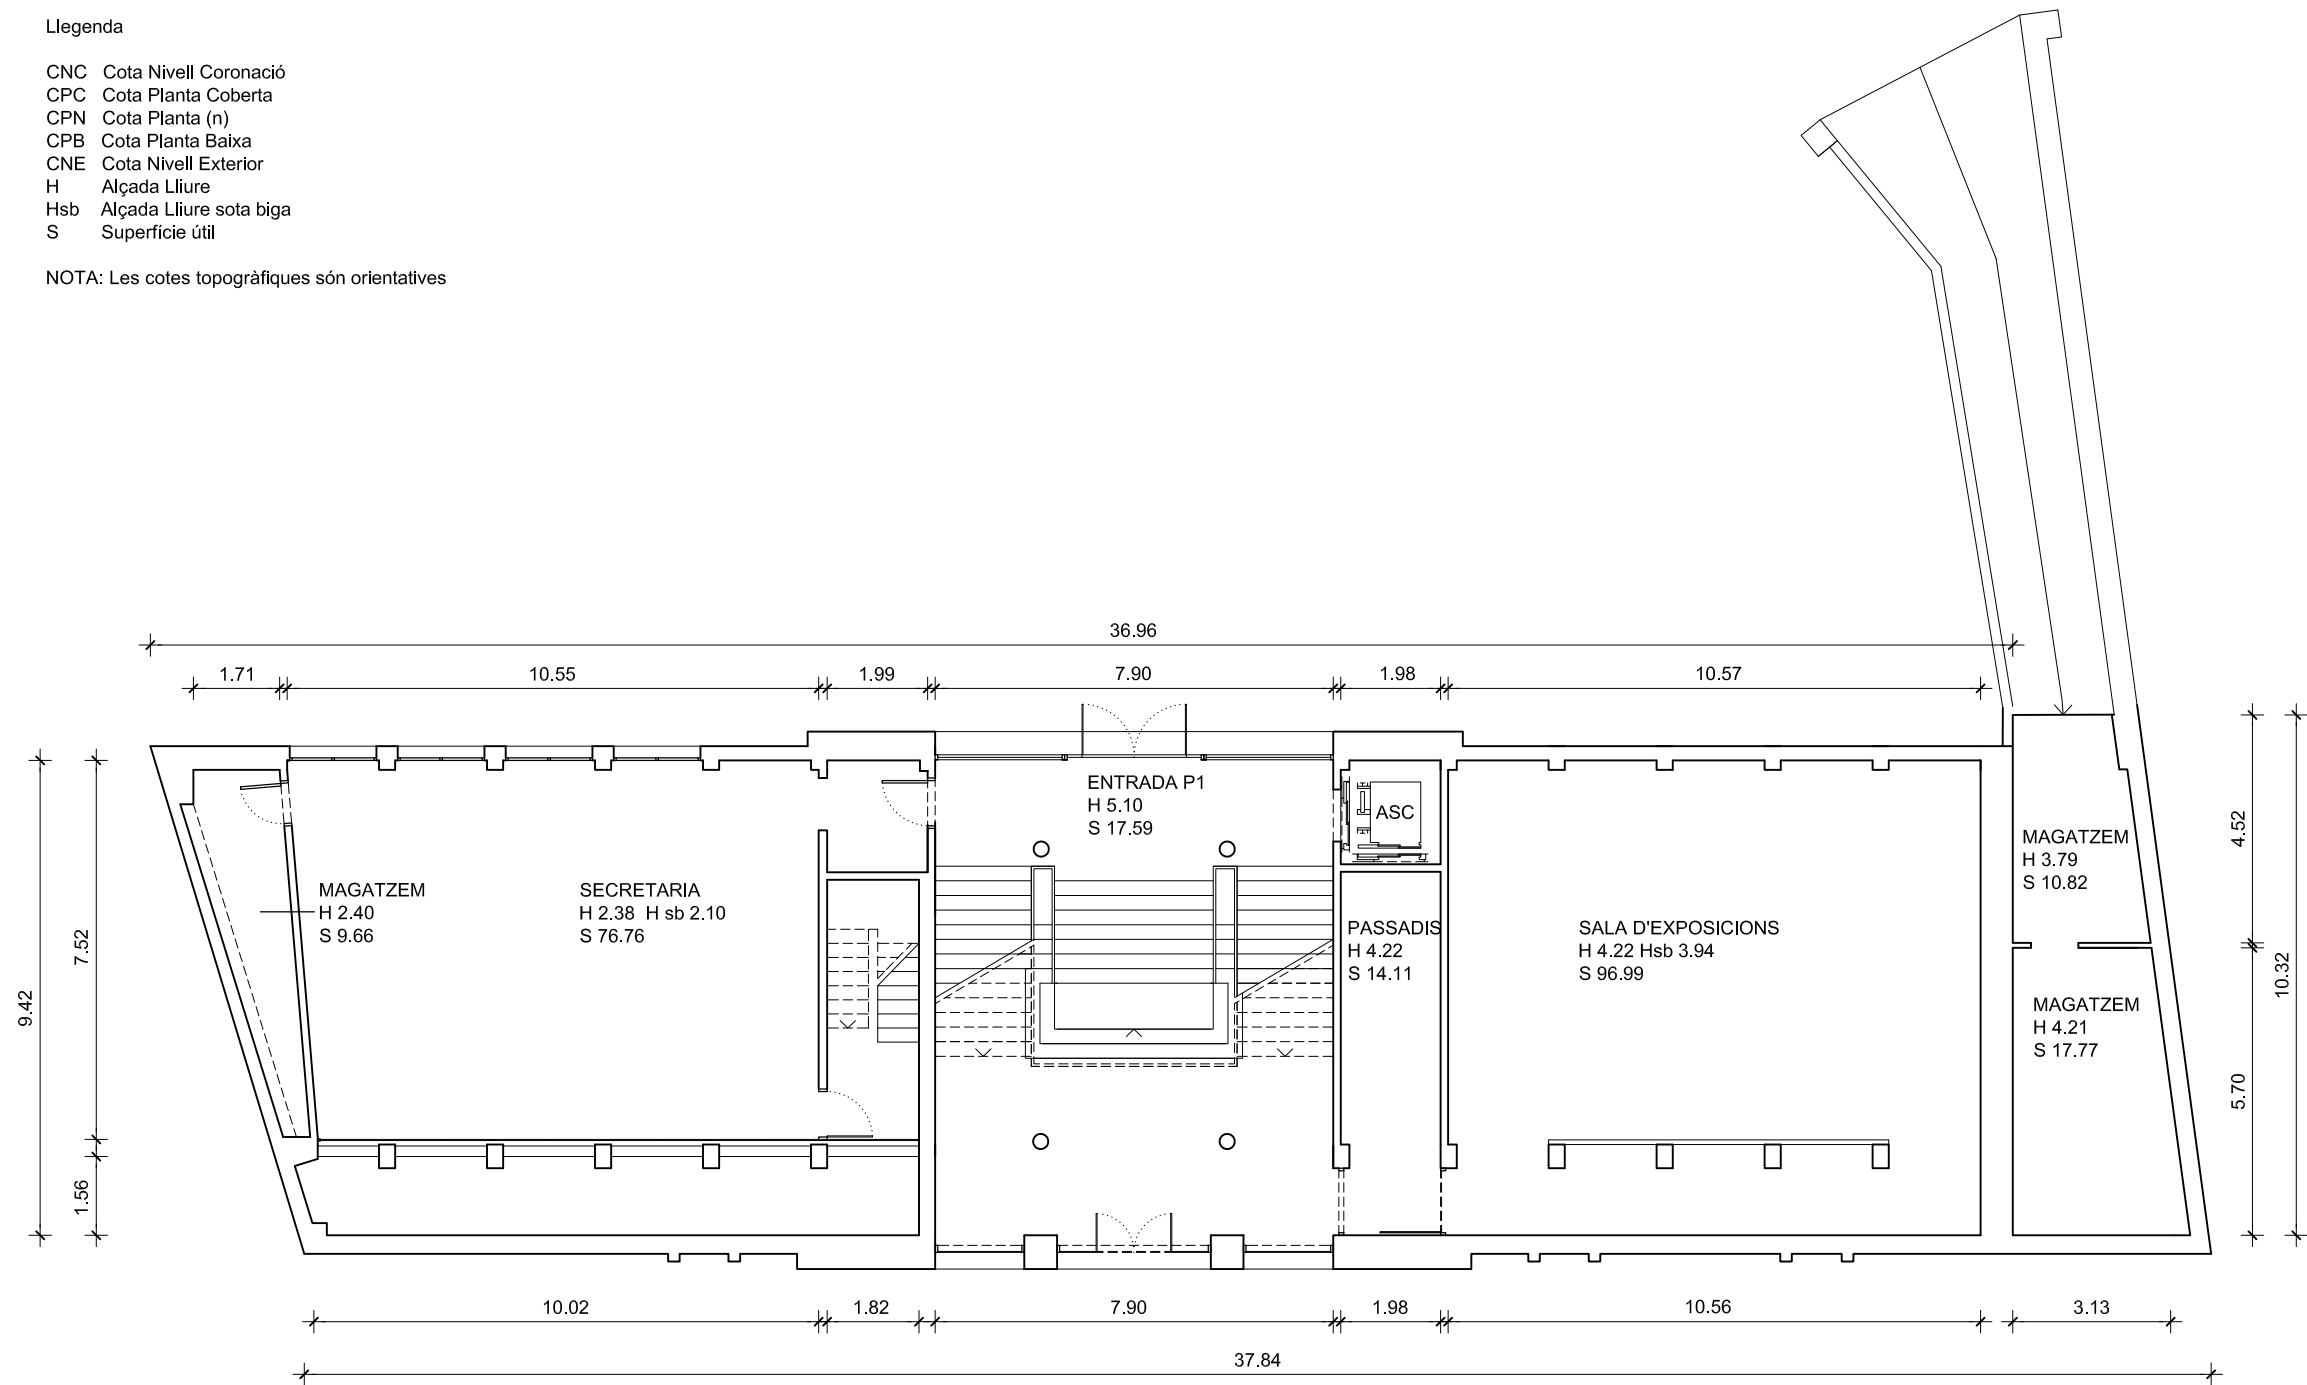 Llegenda
CNC Cota Nivell Coronació
CPC Cota Planta Coberta
CPN Cota Planta (n)
CPB Cota Planta Baixa
CNE Cota Nivell Exterior
H Alçada Lliure
Hsb Alçada Lliure sota biga
S Superfície útil
NOTA: Les cotes topogràfiques són orientatives
36.96
1.71 10.55 1.99 7.90 1.98 10.57
9.42
7.52
1.56
MAGATZEM
H 2.40
S 9.66
SECRETARIA
H 2.38 H sb 2.10
S 76.76
ENTRADA P1
H 5.10
S 17.59
ASC
PASSADIS
H 4.22
S 14.11
SALA D'EXPOSICIONS
H 4.22 Hsb 3.94
S 96.99
MAGATZEM
H 3.79
S 10.82
MAGATZEM
H 4.21
S 17.77
4.52
5.70
10.32
10.02 1.82 7.90 1.98 10.56 3.13
37.84